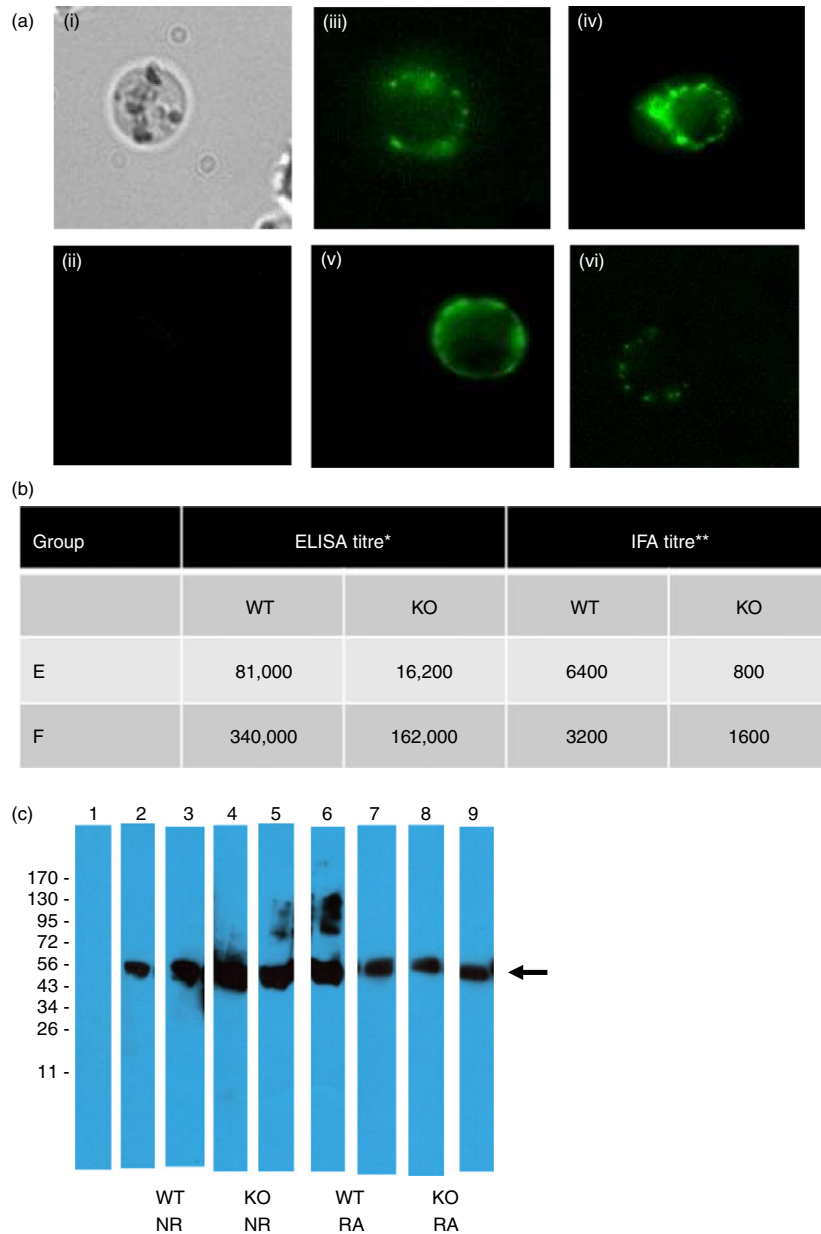 (a)
(i)
(iii)
(iv)
(ii)
(v)
(vi)
(b)
Group ELISA titre* IFA titre**
WT KO WT KO
E 81,000 16,200 6400 800
F 340,000 162,000 3200 1600
(c)
1 2 3 4 5 6 7 8 9
170 -
130 -
95 -
72 -
56 -
43 -
34 -
26 -
11 -
WT KO WT KO
NR NR RA RA